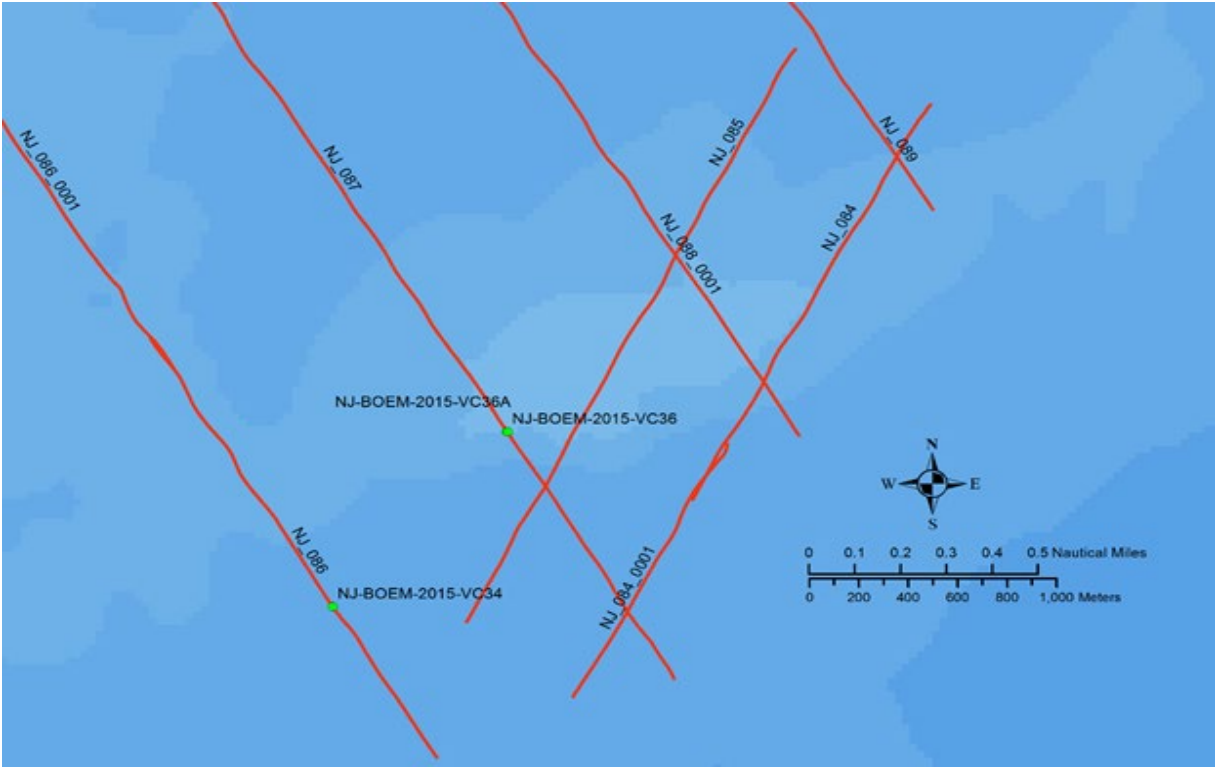 NJ_086_0001
NJ_087
NJ_085
NJ_089
NJ_088_0001
NJ_084
NJ-BOEM-2015-VC36A
NJ-BOEM-2015-VC36
N
W E
S
NJ_086
NJ-BOEM-2015-VC34
NJ_084_0001
0 0.1 0.2 0.3 0.4 0.5 Nautical Miles
0 200 400 600 800 1,000 Meters